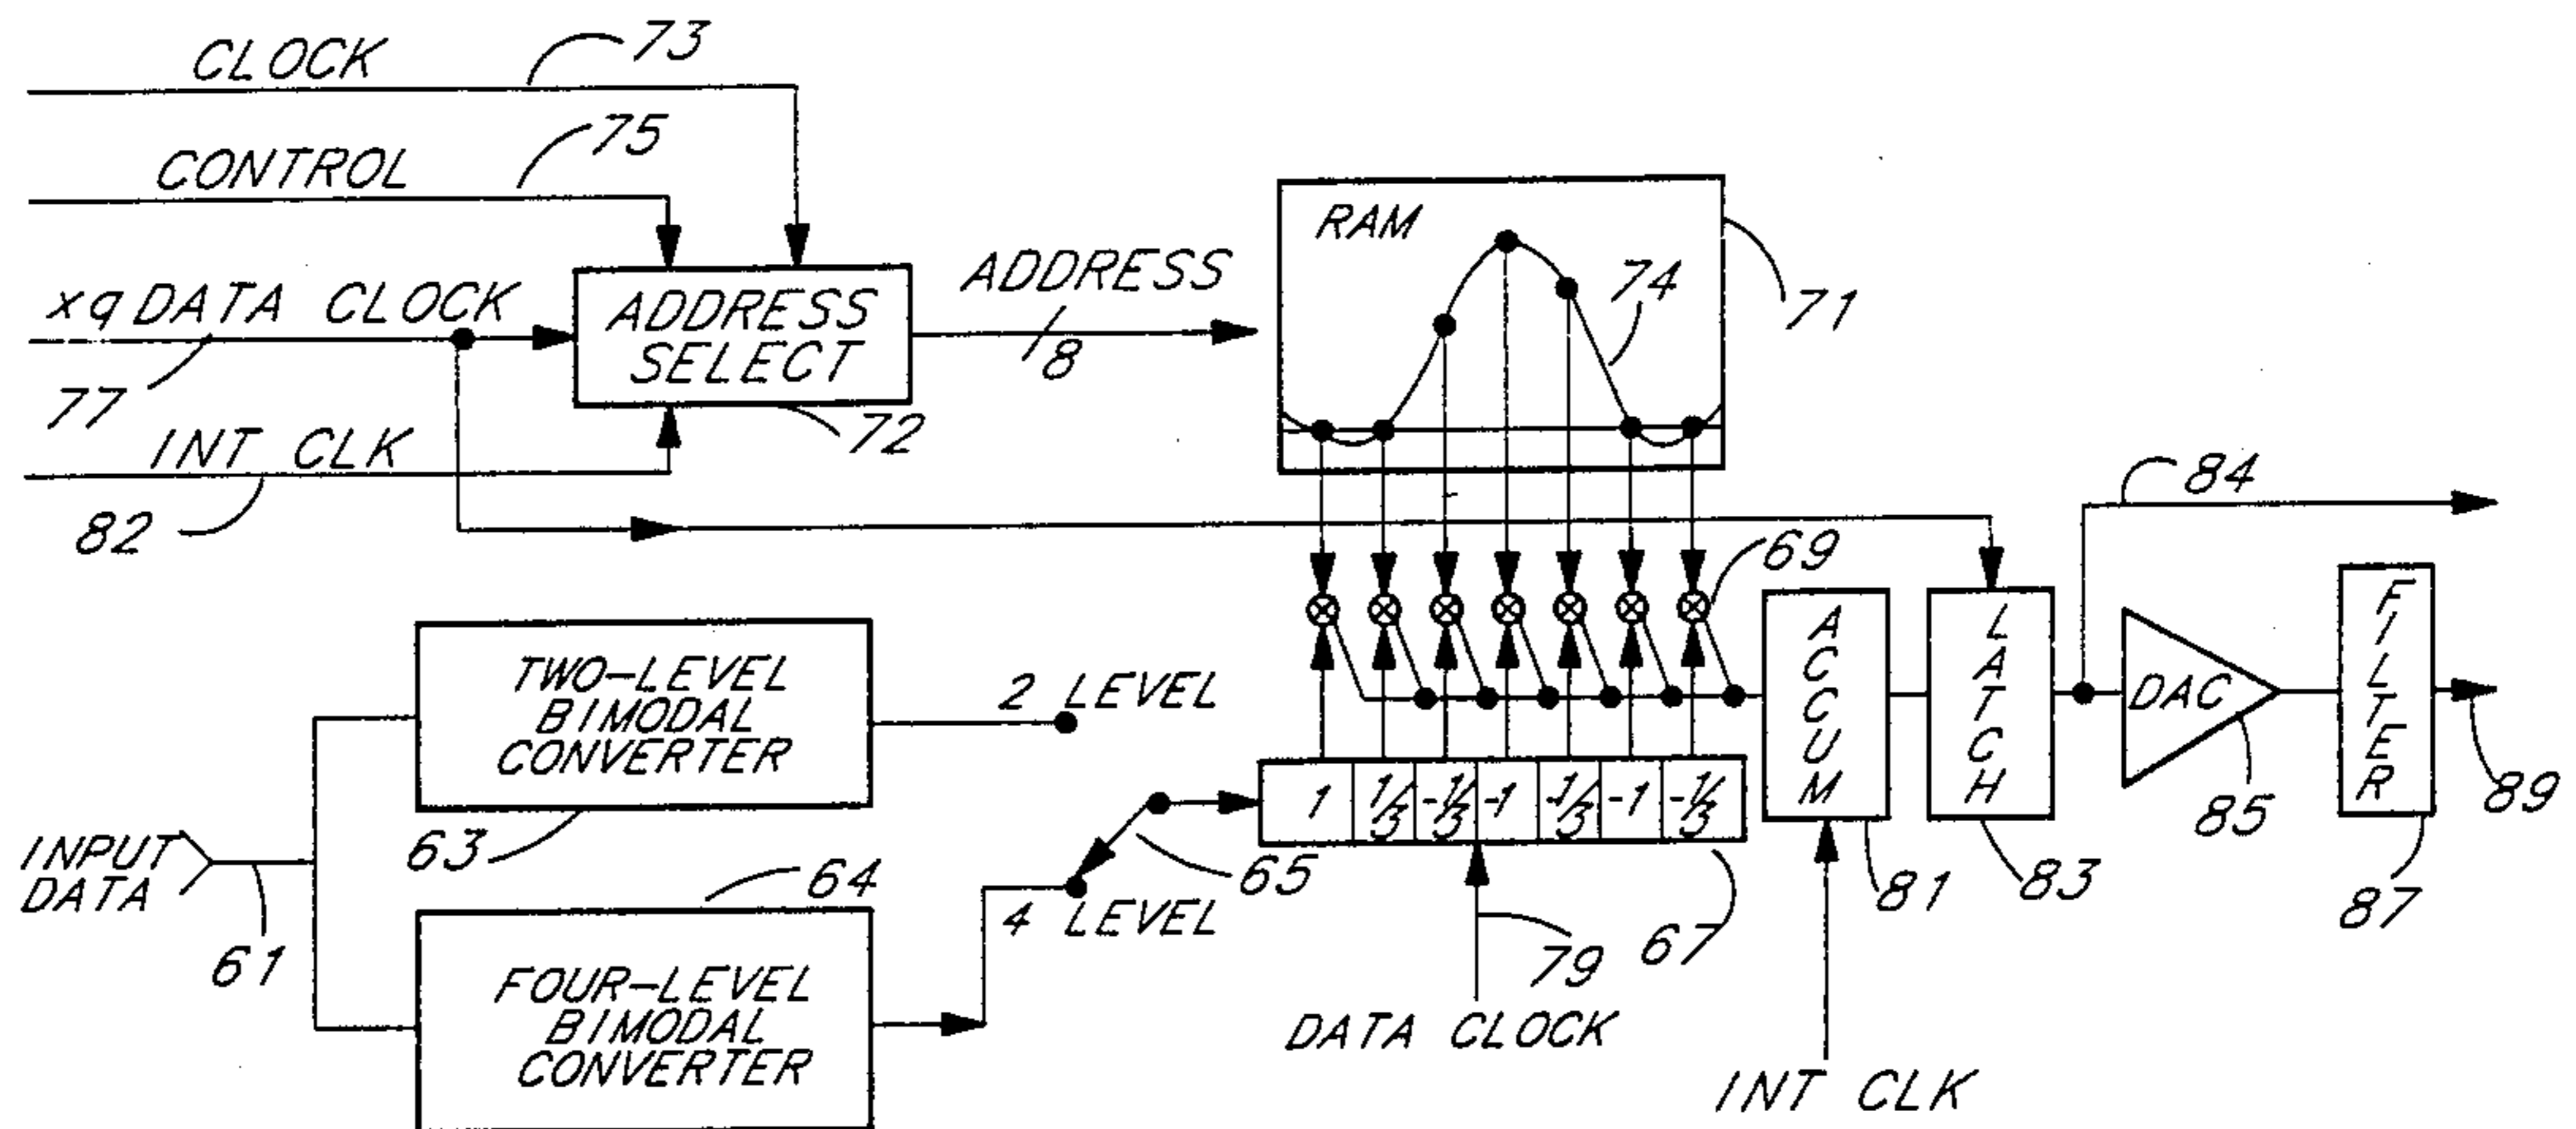 CLOCK
73
CONTROL
75
xq DATA CLOCK
77
INT CLK
82
ADDRESS
SELECT
72
ADDRESS
8
RAM
74
71
69
84
INPUT
DATA
61
TWO-LEVEL
BIMODAL
CONVERTER
63
2 LEVEL
FOUR-LEVEL
BIMODAL
CONVERTER
64
4 LEVEL
65
1 1/3 -1/3 -1 -1/3 -1 -1/3
67
79
DATA CLOCK
ACCUM
81
INT CLK
LATCH
83
DAC
85
FILTER
87
89